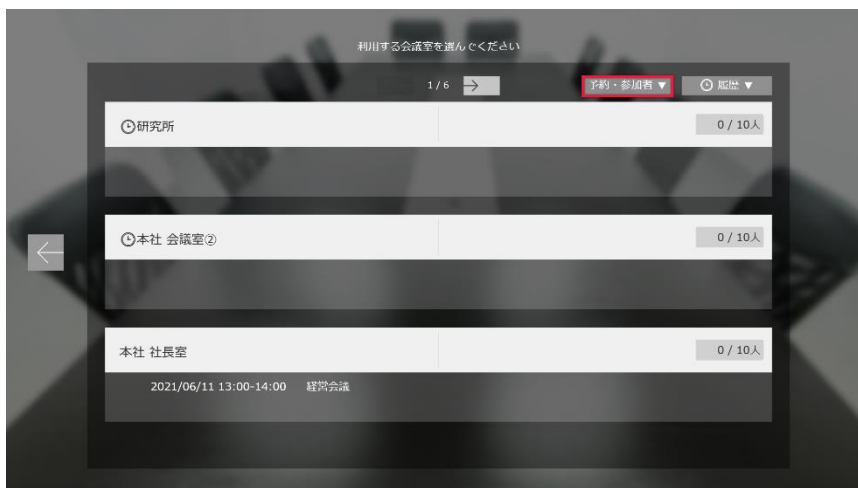 利用する会議室を選んでください
1/6 →
予約・参加者 ▼
履歴 ▼
研究所
0 / 10人
本社 会議室②
0 / 10人
本社 社長室
0 / 10人
2021/06/11 13:00-14:00 経営会議